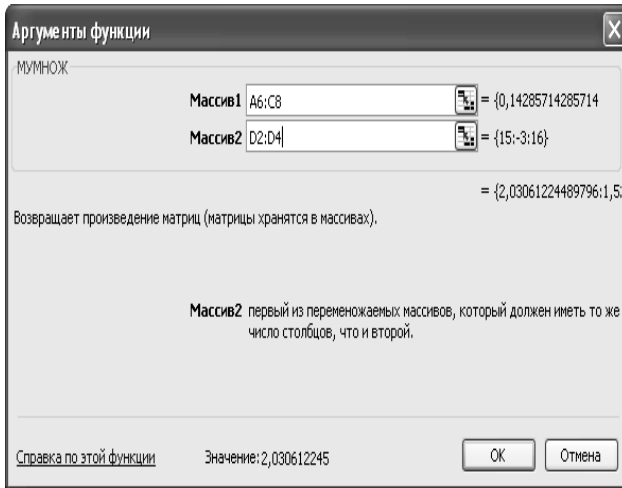 Аргументы функции
МУМНОЖ
Массив1 A6:C8 = {0,14285714285714
Массив2 D2:D4 = {15:-3:16}
= {2,03061224489796:1,5
Возвращает произведение матриц (матрицы хранятся в массивах).
Массив2 первый из перемножаемых массивов, который должен иметь то же
число столбцов, что и второй.
Справка по этой функции Значение:2,030612245 OK Отмена